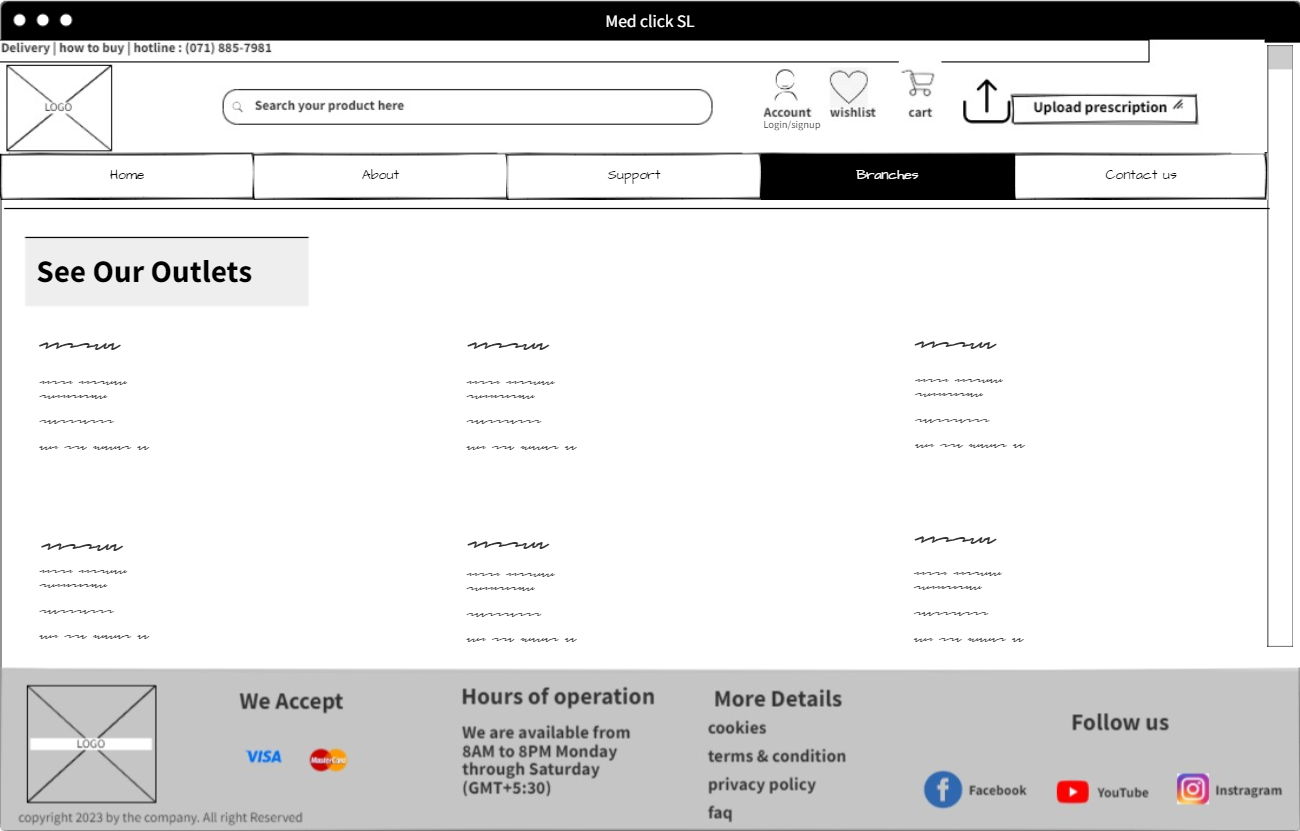 Med click SL
Delivery | how to buy | hotline : (071) 885-7981
LOGO
Search your product here
Account
Login/signup
wishlist
cart
Upload prescription
Home
About
Support
Branches
Contact us
See Our Outlets
LOGO
copyright 2023 by the company. All right Reserved
We Accept
VISA
MasterCard
Hours of operation
We are available from
8AM to 8PM Monday
through Saturday
(GMT+5:30)
More Details
cookies
terms & condition
privacy policy
faq
Follow us
Facebook
YouTube
Instragram